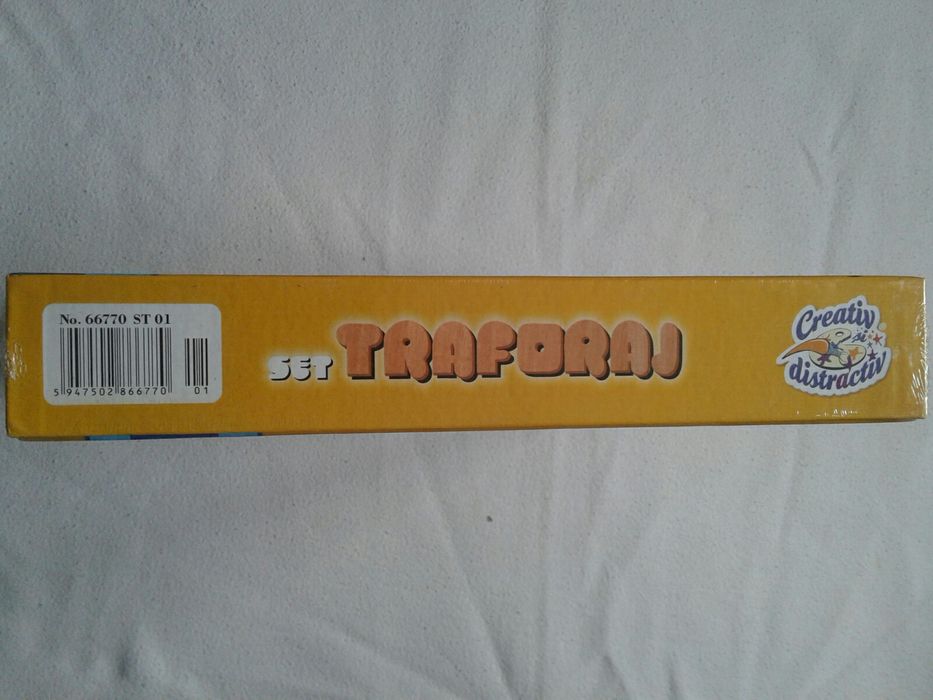 No. 66770 ST 01
5 947502 866770 01
SET TRAFORAJ
Creativ
și
distractiv